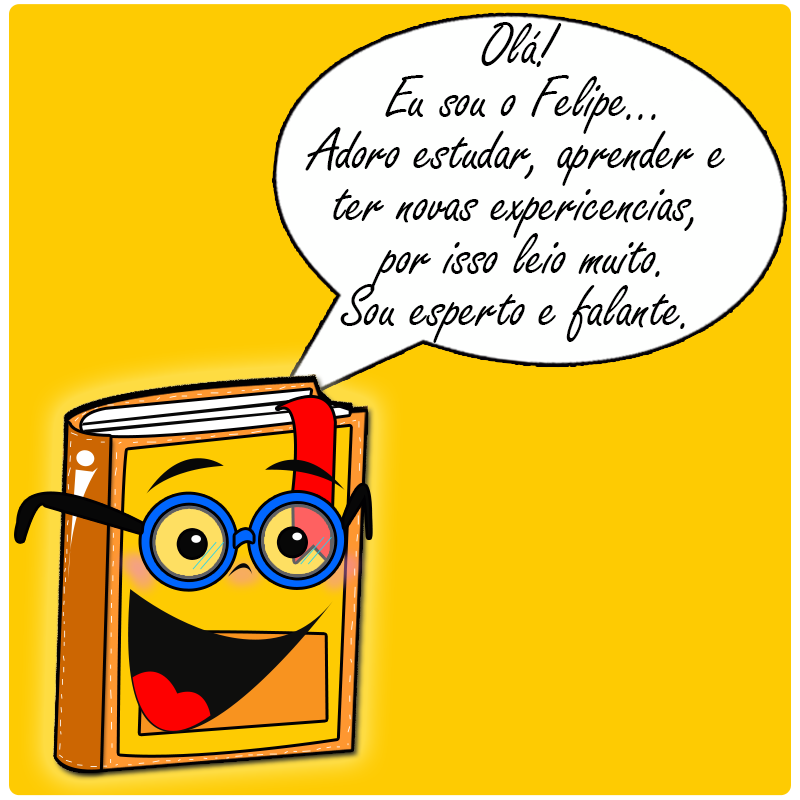 Olá!
Eu sou o Felipe...
Adoro estudar, aprender e
ter novas expericencias,
por isso leio muito.
Sou esperto e falante.